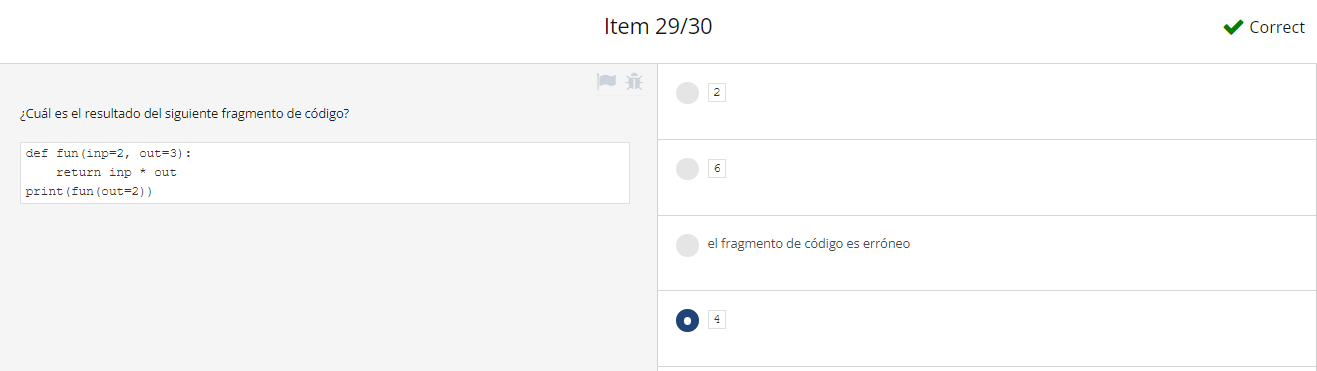 Item 29/30
Correct
¿Cuál es el resultado del siguiente fragmento de código?
def fun(inp=2, out=3):
    return inp * out
print(fun(out=2))
2
6
el fragmento de código es erróneo
4